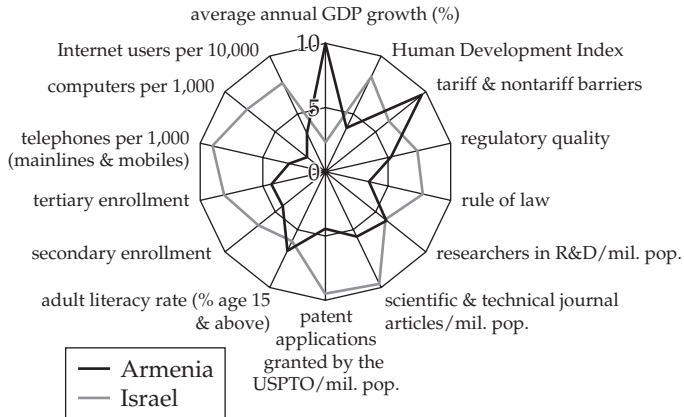 average annual GDP growth (%)
10
Internet users per 10,000
Human Development Index
computers per 1,000
tariff & nontariff barriers
5
telephones per 1,000
(mainlines & mobiles)
regulatory quality
0
tertiary enrollment
rule of law
secondary enrollment
researchers in R&D/mil. pop.
adult literacy rate (% age 15
& above)
scientific & technical journal
articles/mil. pop.
patent
applications
granted by the
USPTO/mil. pop.
Armenia
Israel